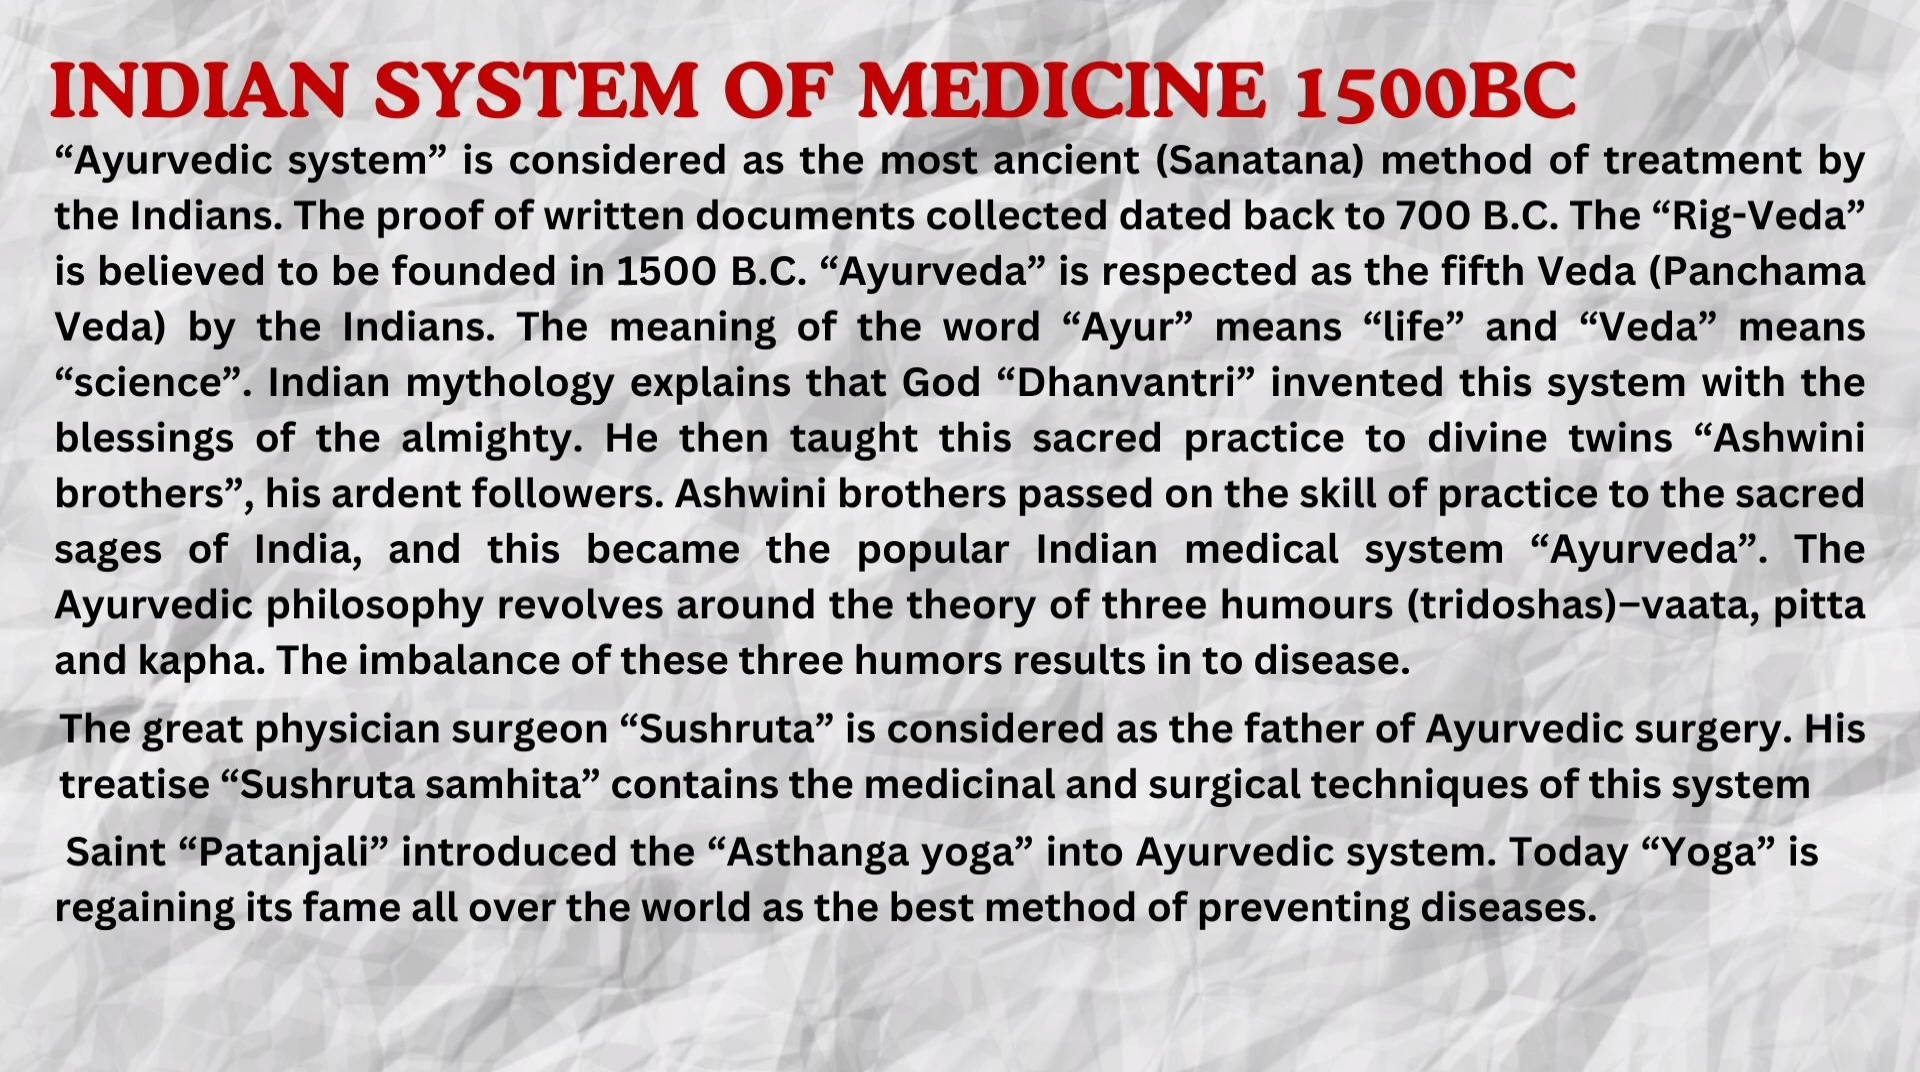 INDIAN SYSTEM OF MEDICINE 1500BC
“Ayurvedic system” is considered as the most ancient (Sanatana) method of treatment by
the Indians. The proof of written documents collected dated back to 700 B.C. The “Rig-Veda”
is believed to be founded in 1500 B.C. “Ayurveda” is respected as the fifth Veda (Panchama
Veda) by the Indians. The meaning of the word “Ayur” means “life” and “Veda” means
“science”. Indian mythology explains that God “Dhanvantri” invented this system with the
blessings of the almighty. He then taught this sacred practice to divine twins “Ashwini
brothers”, his ardent followers. Ashwini brothers passed on the skill of practice to the sacred
sages of India, and this became the popular Indian medical system “Ayurveda”. The
Ayurvedic philosophy revolves around the theory of three humours (tridoshas)–vaata, pitta
and kapha. The imbalance of these three humors results in to disease.
The great physician surgeon “Sushruta” is considered as the father of Ayurvedic surgery. His
treatise “Sushruta samhita” contains the medicinal and surgical techniques of this system
Saint “Patanjali” introduced the “Asthanga yoga” into Ayurvedic system. Today “Yoga” is
regaining its fame all over the world as the best method of preventing diseases.